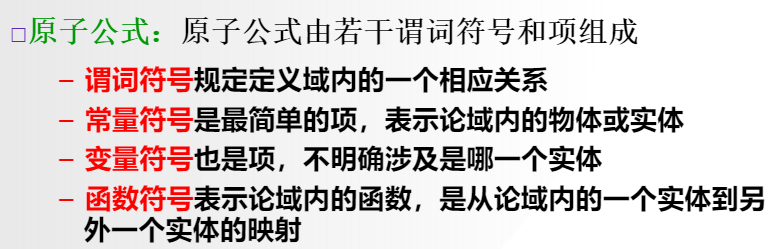 □原子公式：原子公式由若干谓词符号和项组成
– 谓词符号规定定义域内的一个相应关系
– 常量符号是最简单的项，表示论域内的物体或实体
– 变量符号也是项，不明确涉及是哪一个实体
– 函数符号表示论域内的函数，是从论域内的一个实体到另
外一个实体的映射